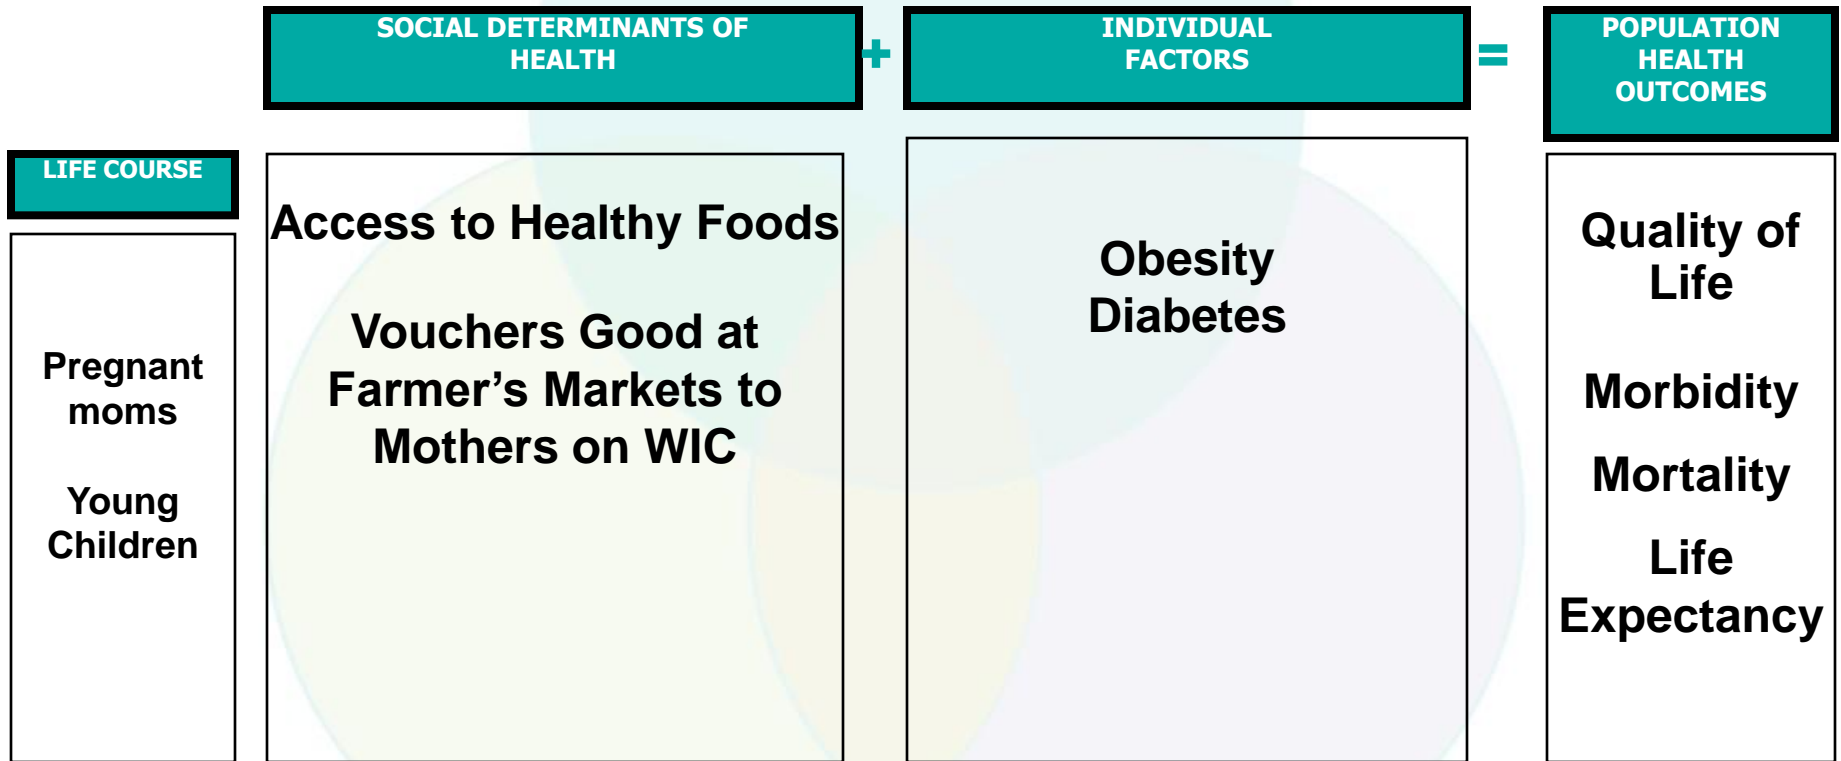 SOCIAL DETERMINANTS OF
HEALTH
+
INDIVIDUAL
FACTORS
=
POPULATION
HEALTH
OUTCOMES
LIFE COURSE
Pregnant
moms
Young
Children
Access to Healthy Foods
Vouchers Good at
Farmer’s Markets to
Mothers on WIC
Obesity
Diabetes
Quality of
Life
Morbidity
Mortality
Life
Expectancy